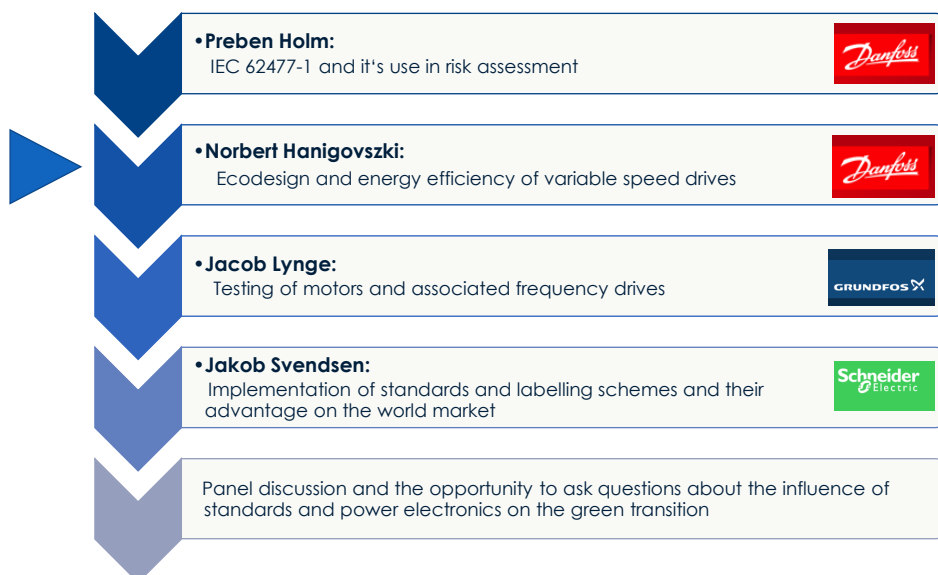 •Preben Holm:
IEC 62477-1 and it‘s use in risk assessment
Danfoss
•Norbert Hanigovszki:
Ecodesign and energy efficiency of variable speed drives
Danfoss
•Jacob Lynge:
Testing of motors and associated frequency drives
GRUNDFOS
•Jakob Svendsen:
Implementation of standards and labelling schemes and their
advantage on the world market
Schneider
Electric
Panel discussion and the opportunity to ask questions about the influence of
standards and power electronics on the green transition